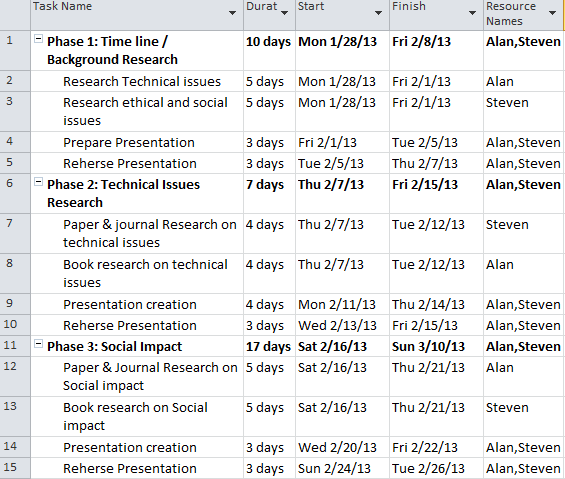 Task Name Durat Start Finish Resource Names
1 Phase 1: Time line / Background Research 10 days Mon 1/28/13 Fri 2/8/13 Alan,Steven
2 Research Technical issues 5 days Mon 1/28/13 Fri 2/1/13 Alan
3 Research ethical and social issues 5 days Mon 1/28/13 Fri 2/1/13 Steven
4 Prepare Presentation 3 days Fri 2/1/13 Tue 2/5/13 Alan,Steven
5 Reherse Presentation 3 days Tue 2/5/13 Thu 2/7/13 Alan,Steven
6 Phase 2: Technical Issues Research 7 days Thu 2/7/13 Fri 2/15/13 Alan,Steven
7 Paper & journal Research on technical issues 4 days Thu 2/7/13 Tue 2/12/13 Steven
8 Book research on technical issues 4 days Thu 2/7/13 Tue 2/12/13 Alan
9 Presentation creation 4 days Mon 2/11/13 Thu 2/14/13 Alan,Steven
10 Reherse Presentation 3 days Wed 2/13/13 Fri 2/15/13 Alan,Steven
11 Phase 3: Social Impact 17 days Sat 2/16/13 Sun 3/10/13 Alan,Steven
12 Paper & Journal Research on Social impact 5 days Sat 2/16/13 Thu 2/21/13 Alan
13 Book research on Social impact 5 days Sat 2/16/13 Thu 2/21/13 Steven
14 Presentation creation 3 days Wed 2/20/13 Fri 2/22/13 Alan,Steven
15 Reherse Presentation 3 days Sun 2/24/13 Tue 2/26/13 Alan,Steven